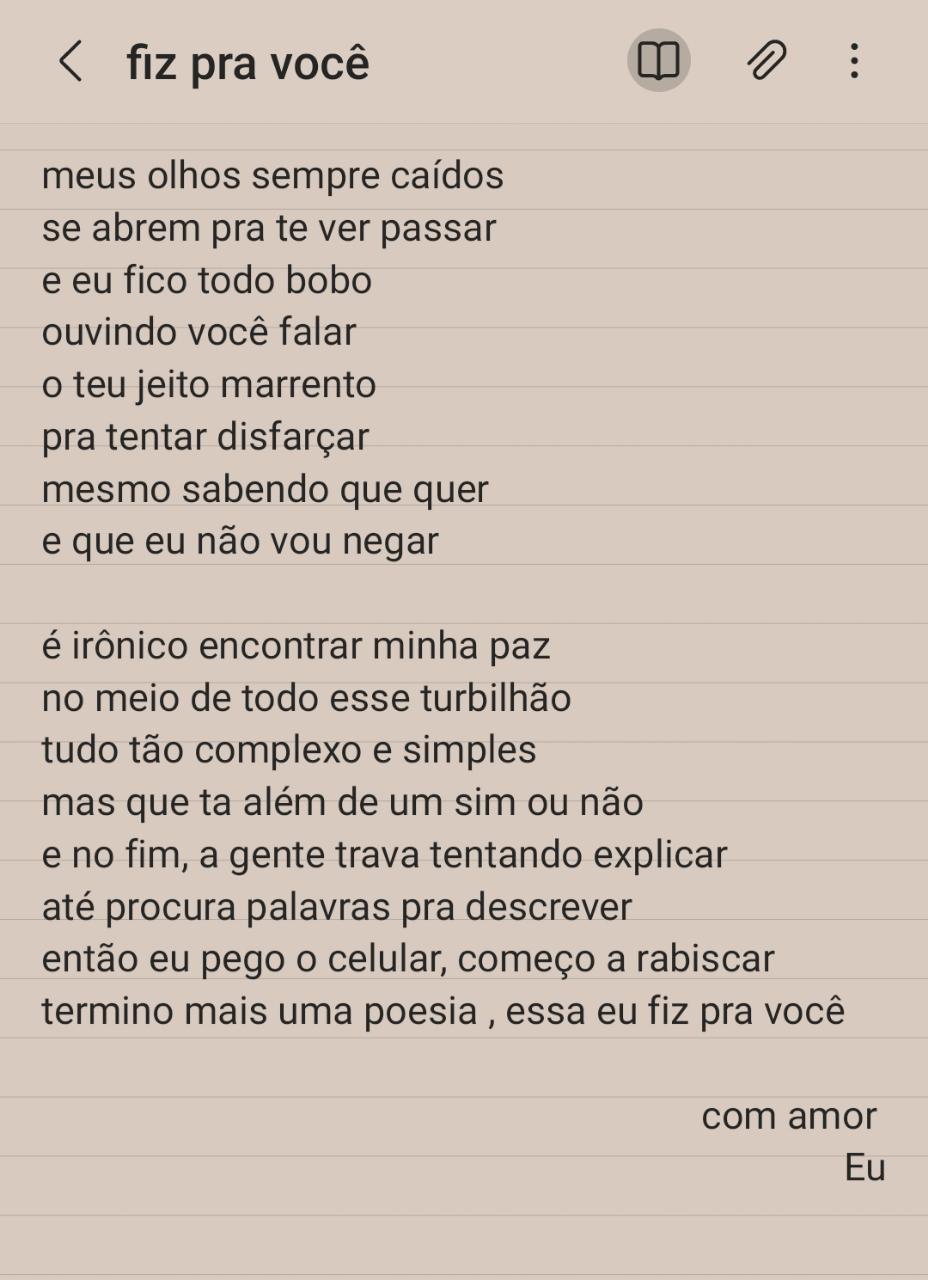 fiz pra você
meus olhos sempre caídos
se abrem pra te ver passar
e eu fico todo bobo
ouvindo você falar
o teu jeito marrento
pra tentar disfarçar
mesmo sabendo que quer
e que eu não vou negar
é irônico encontrar minha paz
no meio de todo esse turbilhão
tudo tão complexo e simples
mas que ta além de um sim ou não
e no fim, a gente trava tentando explicar
até procura palavras pra descrever
então eu pego o celular, começo a rabiscar
termino mais uma poesia , essa eu fiz pra você
com amor
Eu